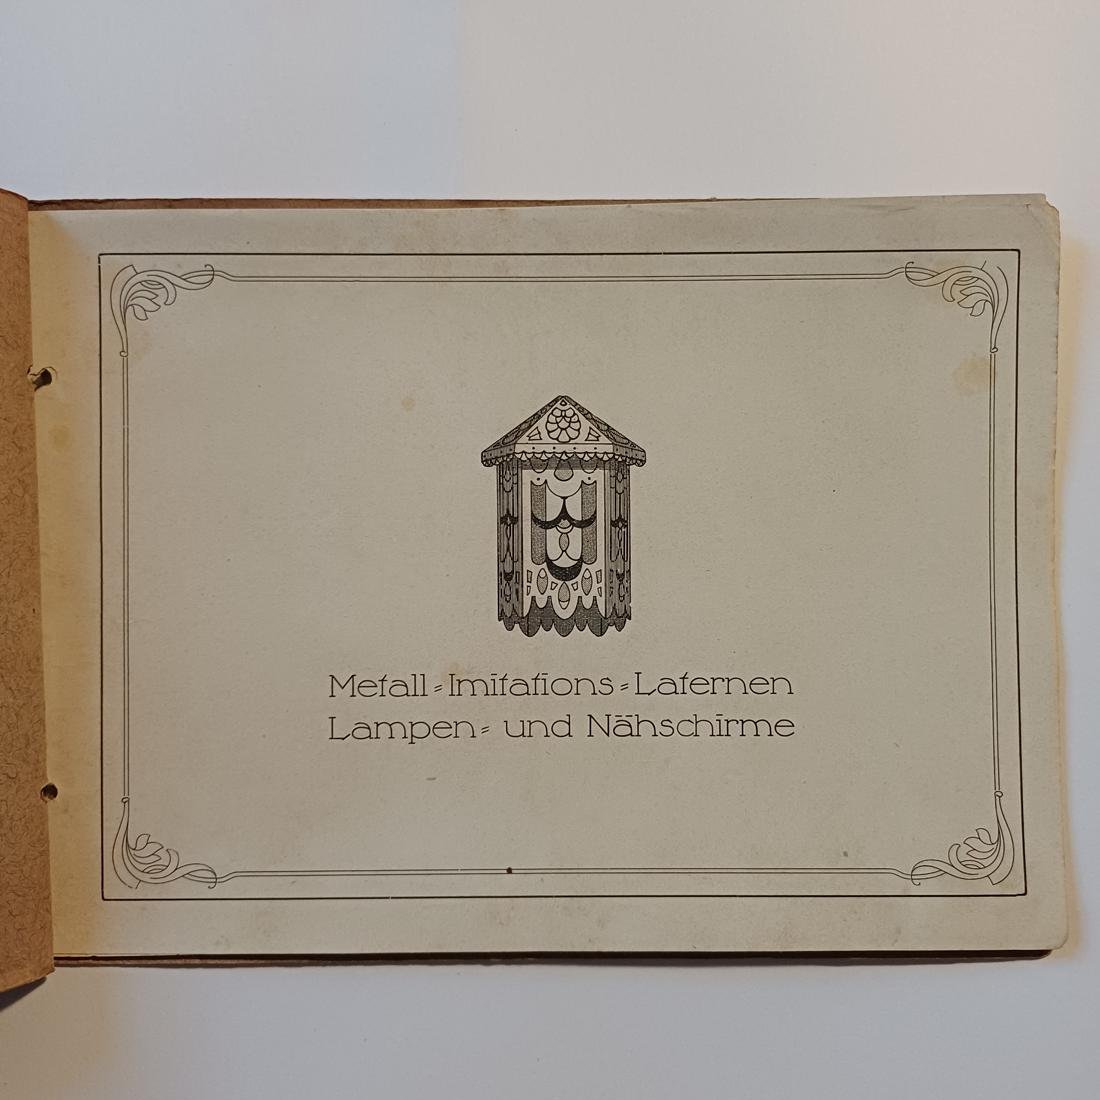 Metall-Imitations-Laternen
Lampen- und Nähschirme